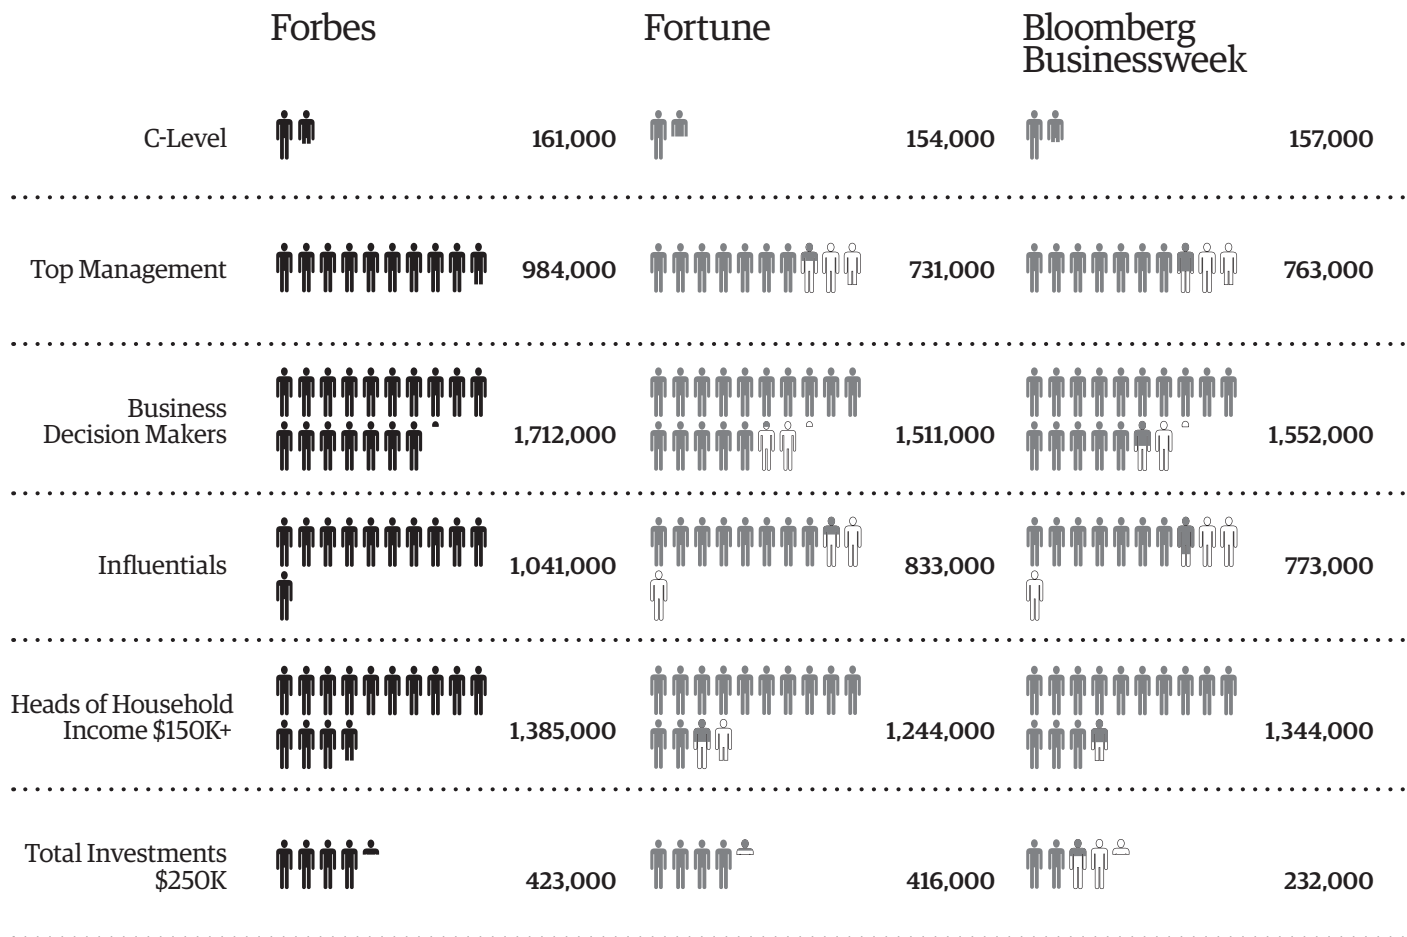 Forbes
Fortune
Bloomberg
Businessweek
C-Level
161,000
154,000
157,000
Top Management
984,000
731,000
763,000
Business
Decision Makers
1,712,000
1,511,000
1,552,000
Influentials
1,041,000
833,000
773,000
Heads of Household
Income $150K+
1,385,000
1,244,000
1,344,000
Total Investments
$250K
423,000
416,000
232,000